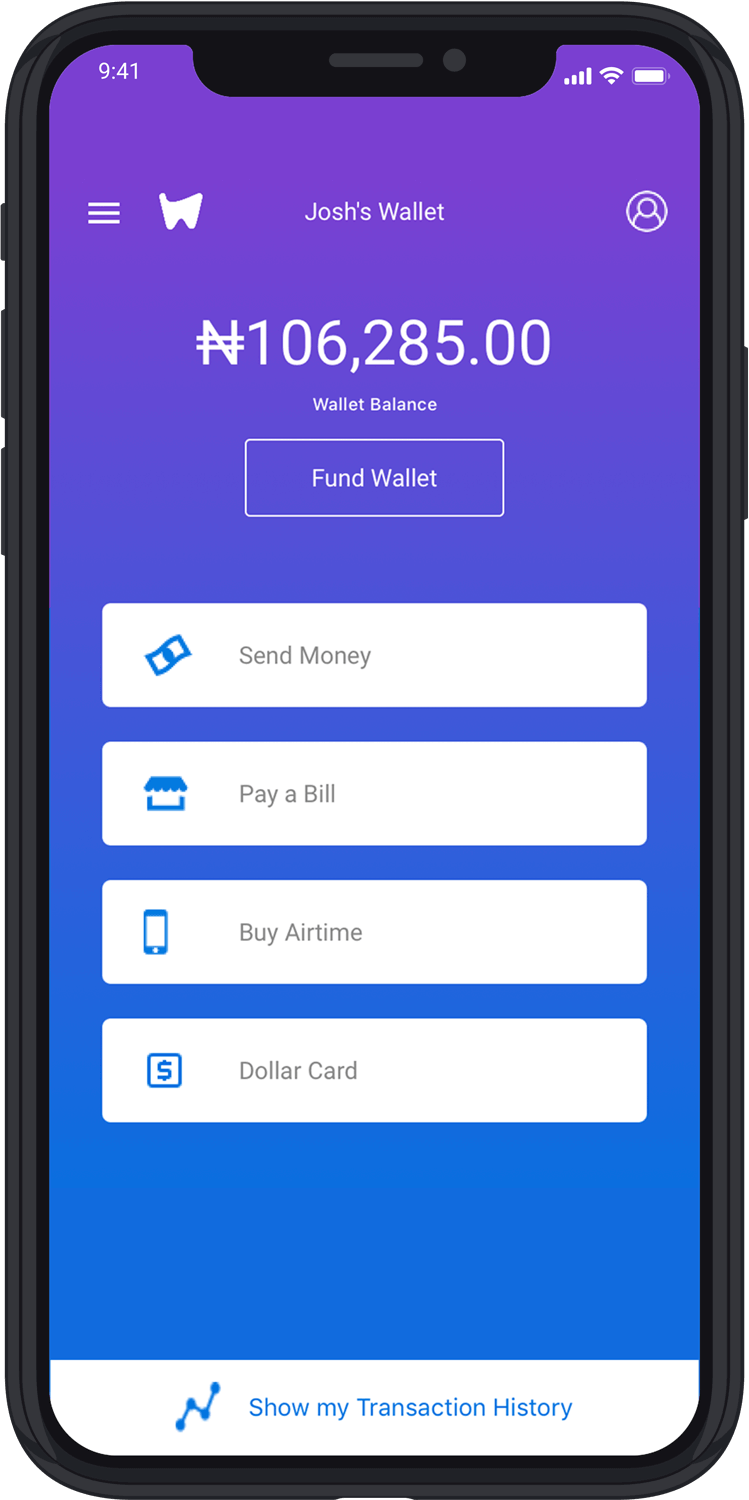 9:41
Josh's Wallet
₦106,285.00
Wallet Balance
Fund Wallet
Send Money
Pay a Bill
Buy Airtime
Dollar Card
Show my Transaction History